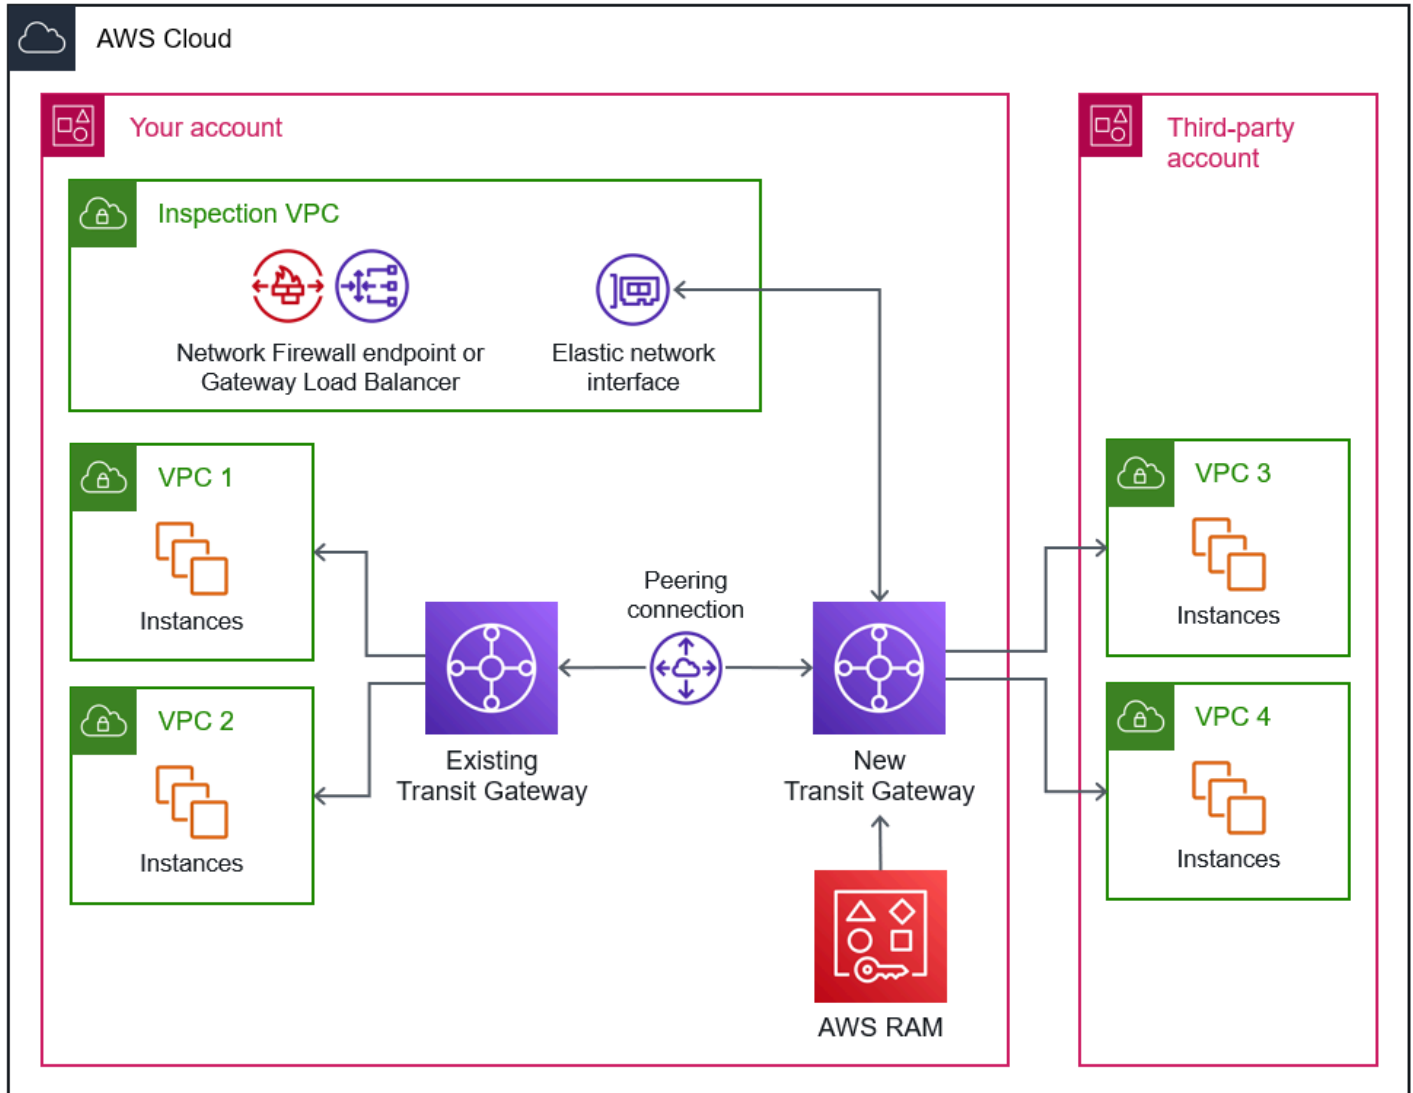 AWS Cloud
Your account
Third-party
account
Inspection VPC
Network Firewall endpoint or
Gateway Load Balancer
Elastic network
interface
VPC 1
Instances
VPC 2
Instances
Existing
Transit Gateway
Peering
connection
New
Transit Gateway
AWS RAM
VPC 3
Instances
VPC 4
Instances